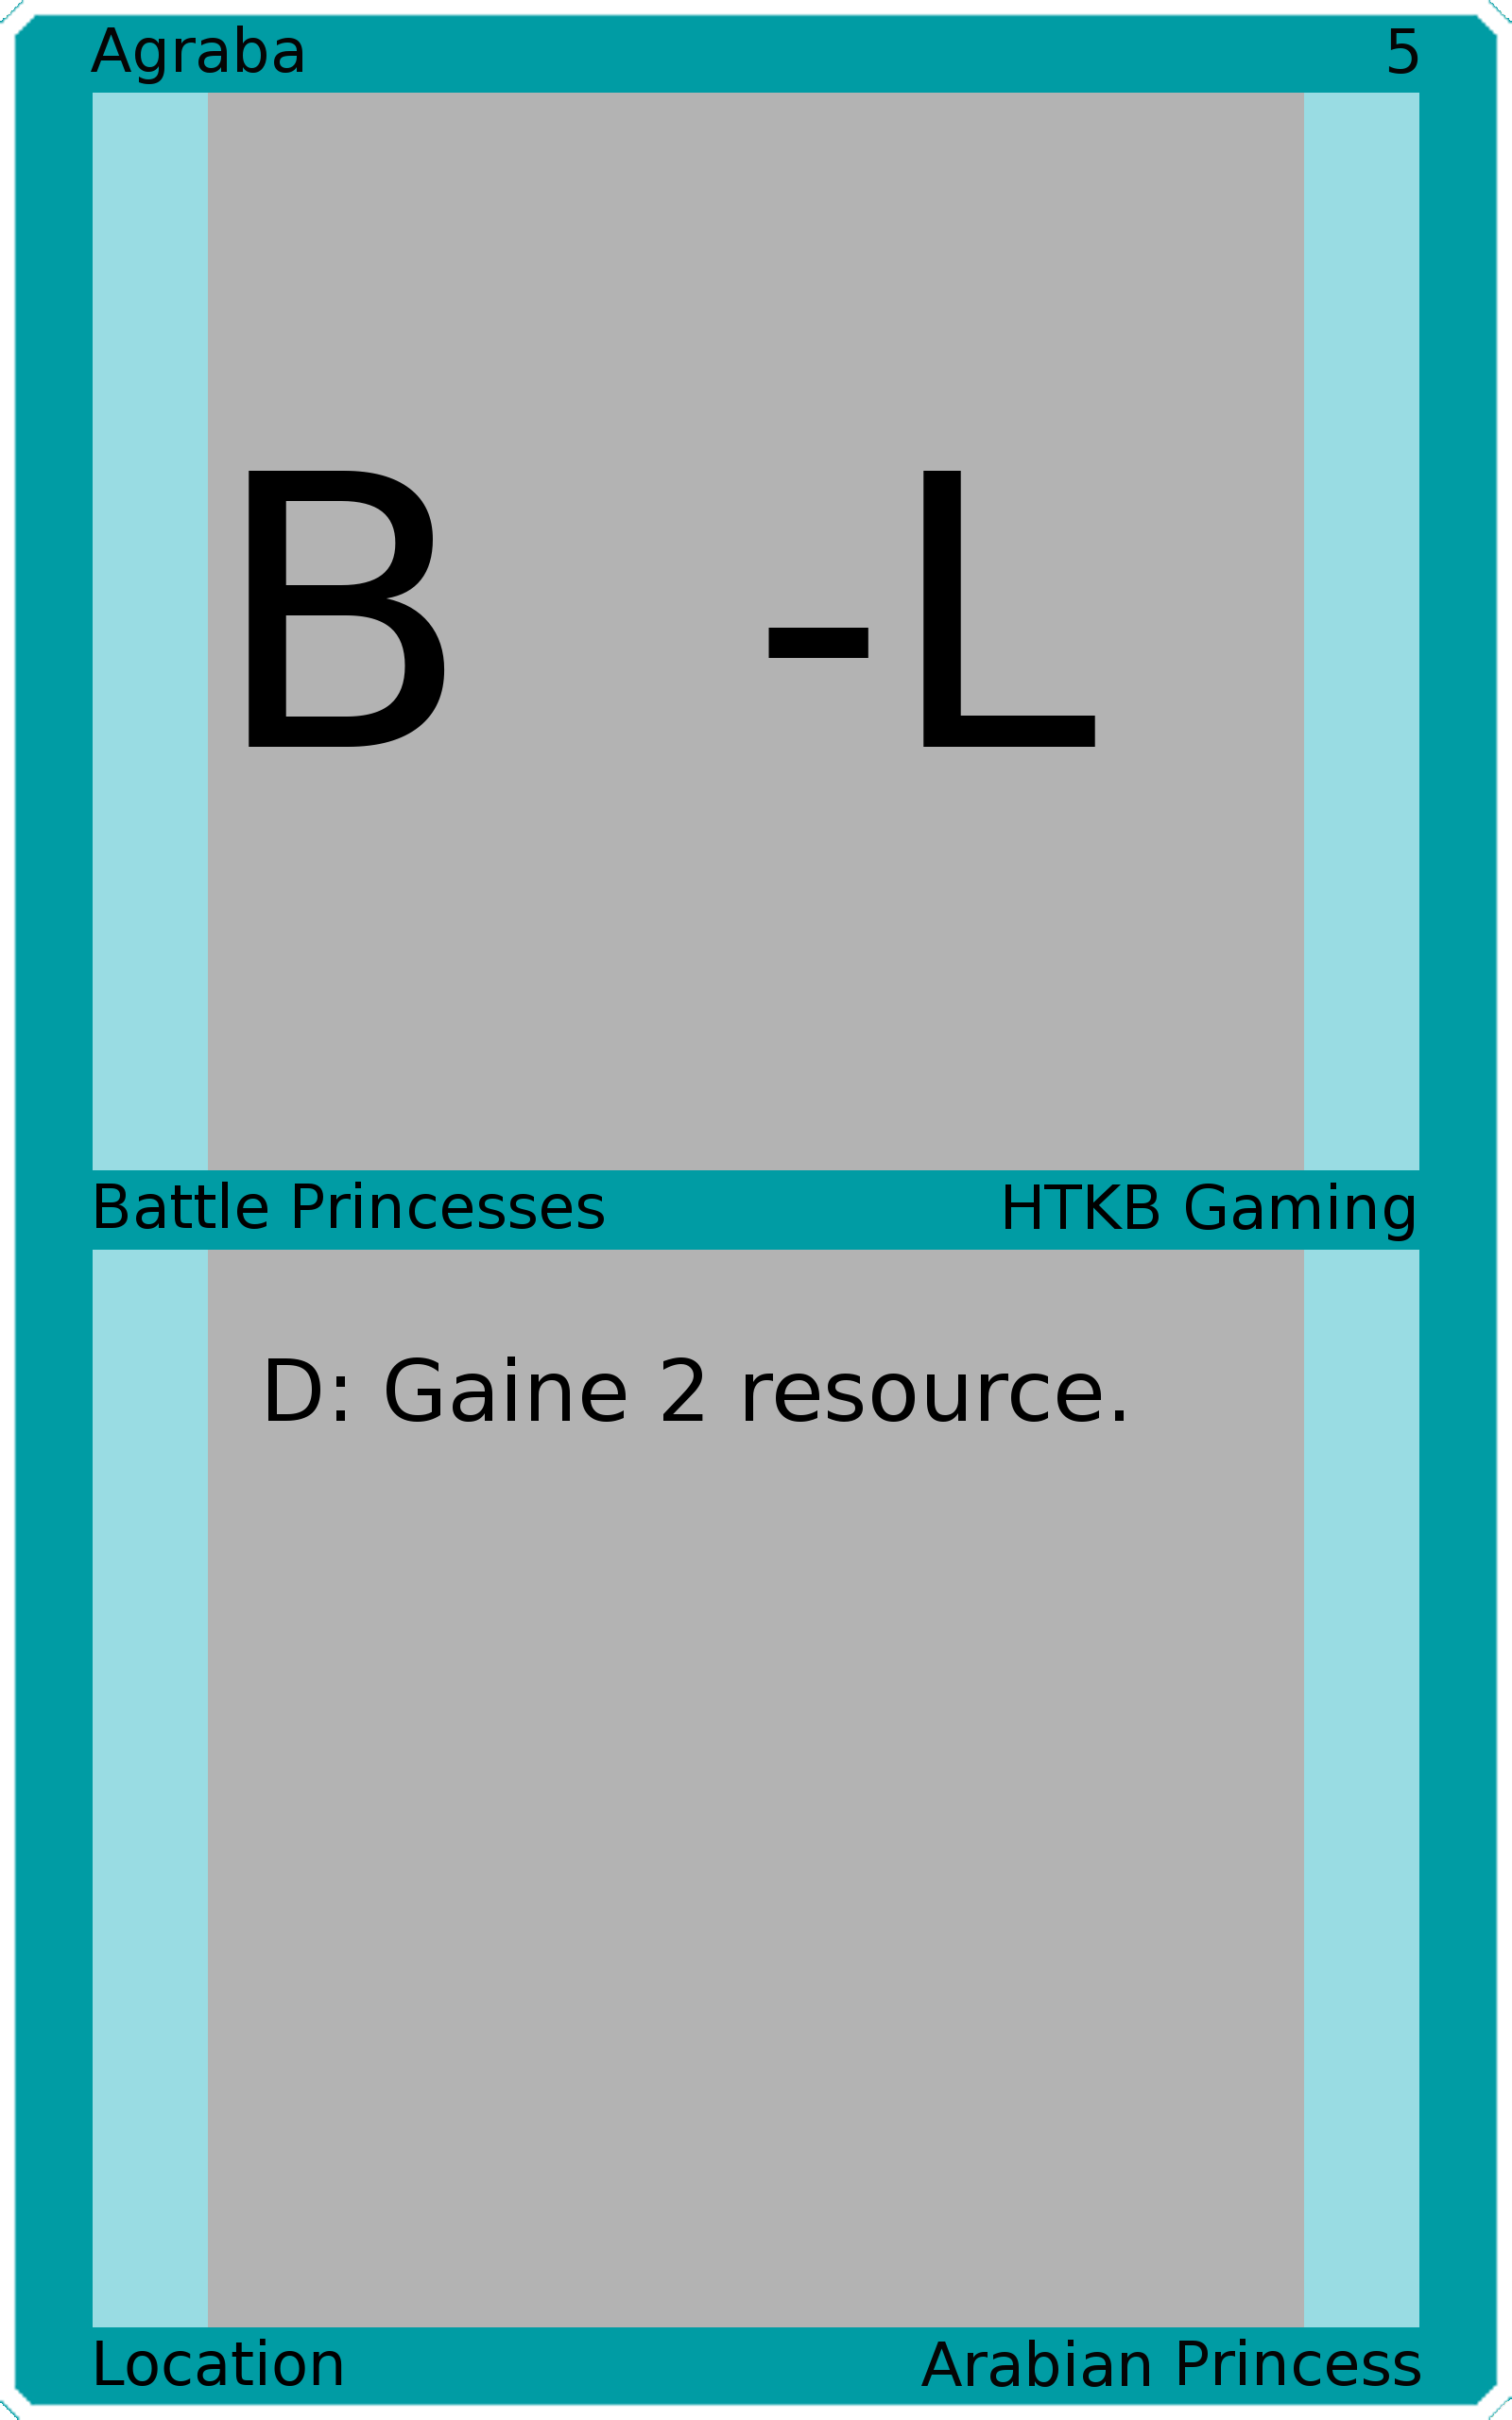 Agraba 5
B -L
Battle Princesses HTKB Gaming
D: Gaine 2 resource.
Location Arabian Princess